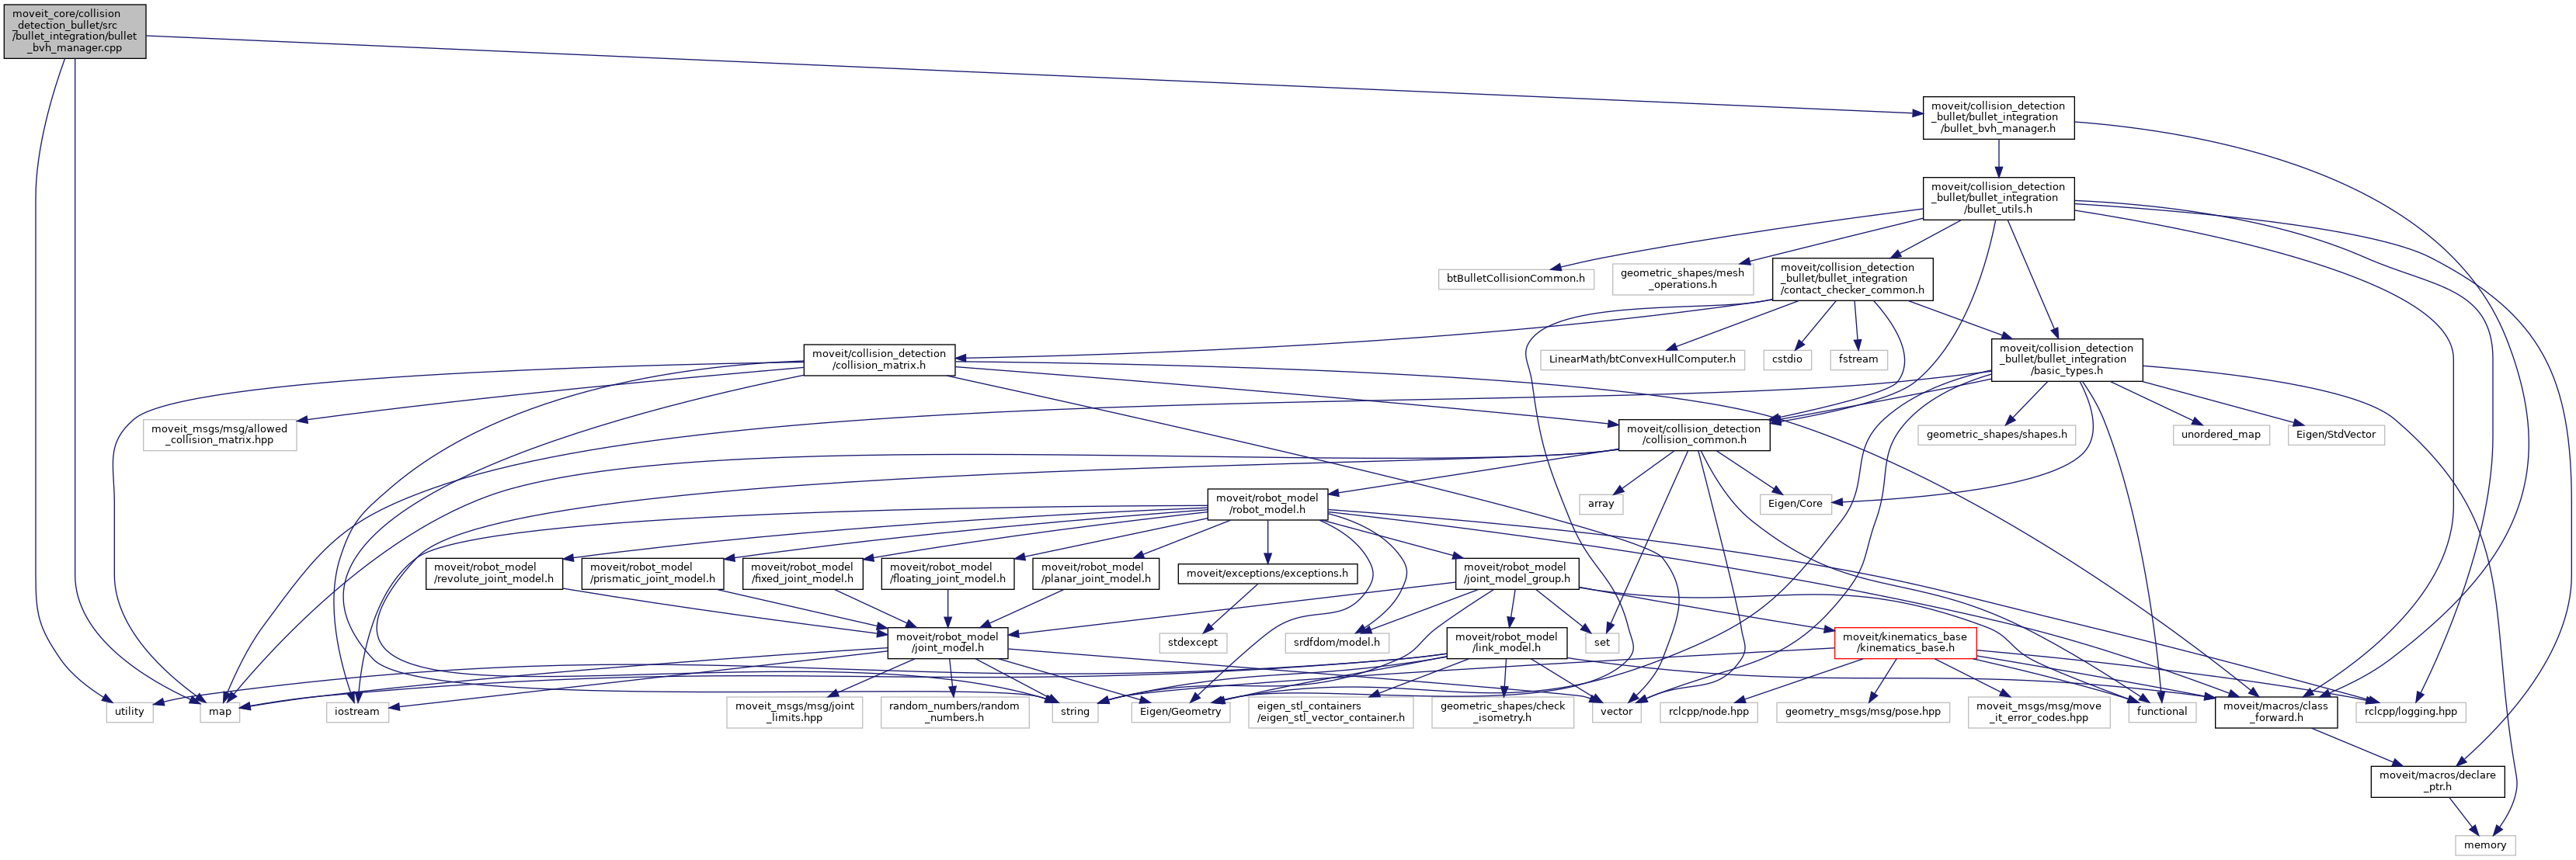 moveit_core/collision
_detection_bullet/src
/bullet_integration/bullet
_bvh_manager.cpp
moveit/collision_detection
_bullet/bullet_integration
/bullet_bvh_manager.h
moveit/collision_detection
_bullet/bullet_integration
/bullet_utils.h
btBulletCollisionCommon.h
geometric_shapes/mesh
_operations.h
moveit/collision_detection
_bullet/bullet_integration
/contact_checker_common.h
moveit/collision_detection
/collision_matrix.h
LinearMath/btConvexHullComputer.h
cstdio
fstream
moveit/collision_detection
_bullet/bullet_integration
/basic_types.h
moveit_msgs/msg/allowed
_collision_matrix.hpp
moveit/collision_detection
/collision_common.h
geometric_shapes/shapes.h
unordered_map
Eigen/StdVector
moveit/robot_model
/robot_model.h
array
Eigen/Core
moveit/robot_model
/revolute_joint_model.h
moveit/robot_model
/prismatic_joint_model.h
moveit/robot_model
/fixed_joint_model.h
moveit/robot_model
/floating_joint_model.h
moveit/robot_model
/planar_joint_model.h
moveit/exceptions/exceptions.h
moveit/robot_model
/joint_model_group.h
moveit/robot_model
/joint_model.h
stdexcept
srdfdom/model.h
moveit/robot_model
/link_model.h
set
moveit/kinematics_base
/kinematics_base.h
utility
map
iostream
moveit_msgs/msg/joint
_limits.hpp
random_numbers/random
_numbers.h
string
Eigen/Geometry
eigen_stl_containers
/eigen_stl_vector_container.h
geometric_shapes/check
_isometry.h
vector
rclcpp/node.hpp
geometry_msgs/msg/pose.hpp
moveit_msgs/msg/move
_it_error_codes.hpp
functional
moveit/macros/class
_forward.h
rclcpp/logging.hpp
moveit/macros/declare
_ptr.h
memory